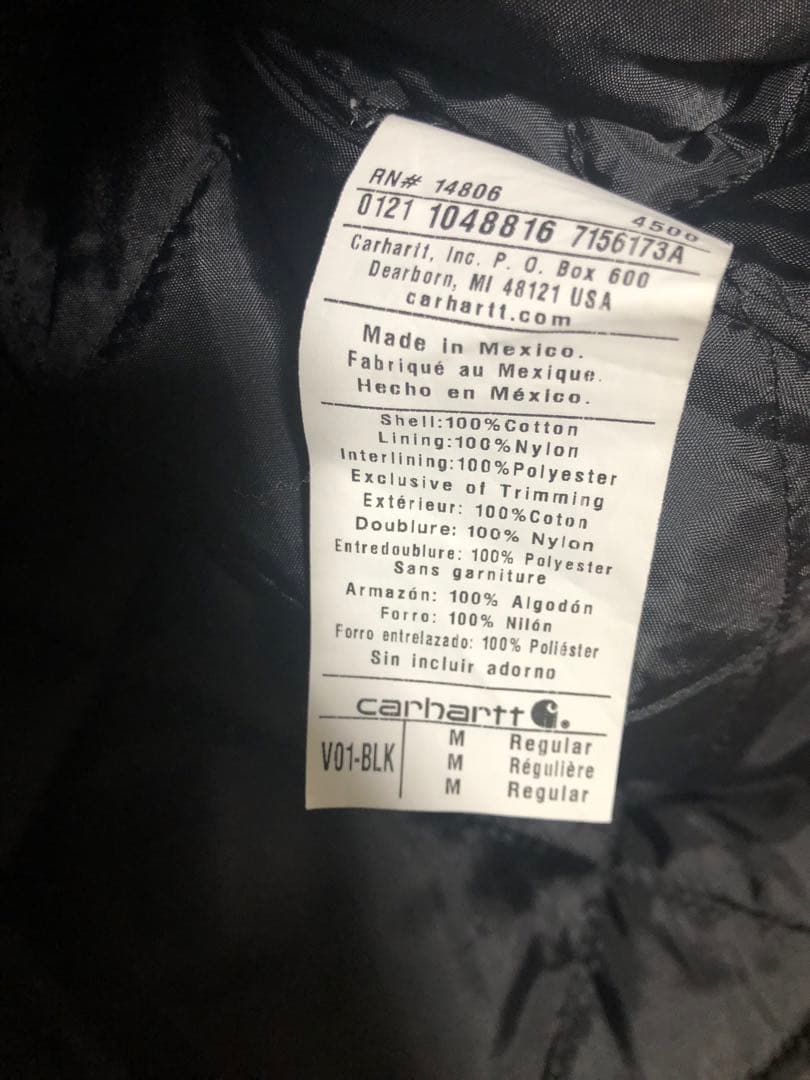 RN# 14806
4500
0121 1048816 7156173A
Carhartt, Inc. P. O. Box 600
Dearborn, MI 48121 USA
carhartt.com
Made in Mexico.
Fabriqué au Mexique.
Hecho en México.
Shell:100%Cotton
Lining:100%Nylon
Interlining:100%Polyester
Exclusive of Trimming
Extérieur: 100%Coton
Doublure: 100% Nylon
Entredoublure: 100% Polyester
Sans garniture
Armazón: 100% Algodón
Forro: 100% Nilón
Forro entrelazado: 100% Poliéster
Sin incluir adorno
carhartt
V01-BLK
M Regular
M Régulière
M Regular